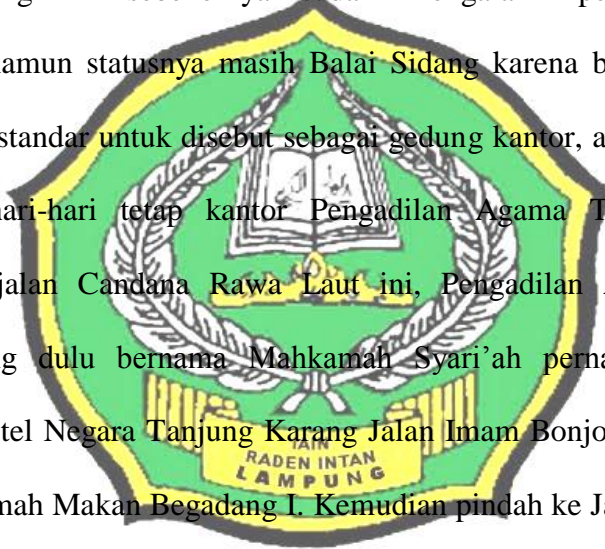 namun statusnya masih Balai Sidang karena b
standar untuk disebut sebagai gedung kantor, a
hari-hari tetap kantor Pengadilan Agama T
jalan Candana Rawa Laut ini, Pengadilan
g dulu bernama Mahkamah Syari'ah perna
tel Negara Tanjung Karang Jalan Imam Bonjo
IAIN
RADEN INTAN
LAMPUNG
mah Makan Begadang I. Kemudian pindah ke Ja